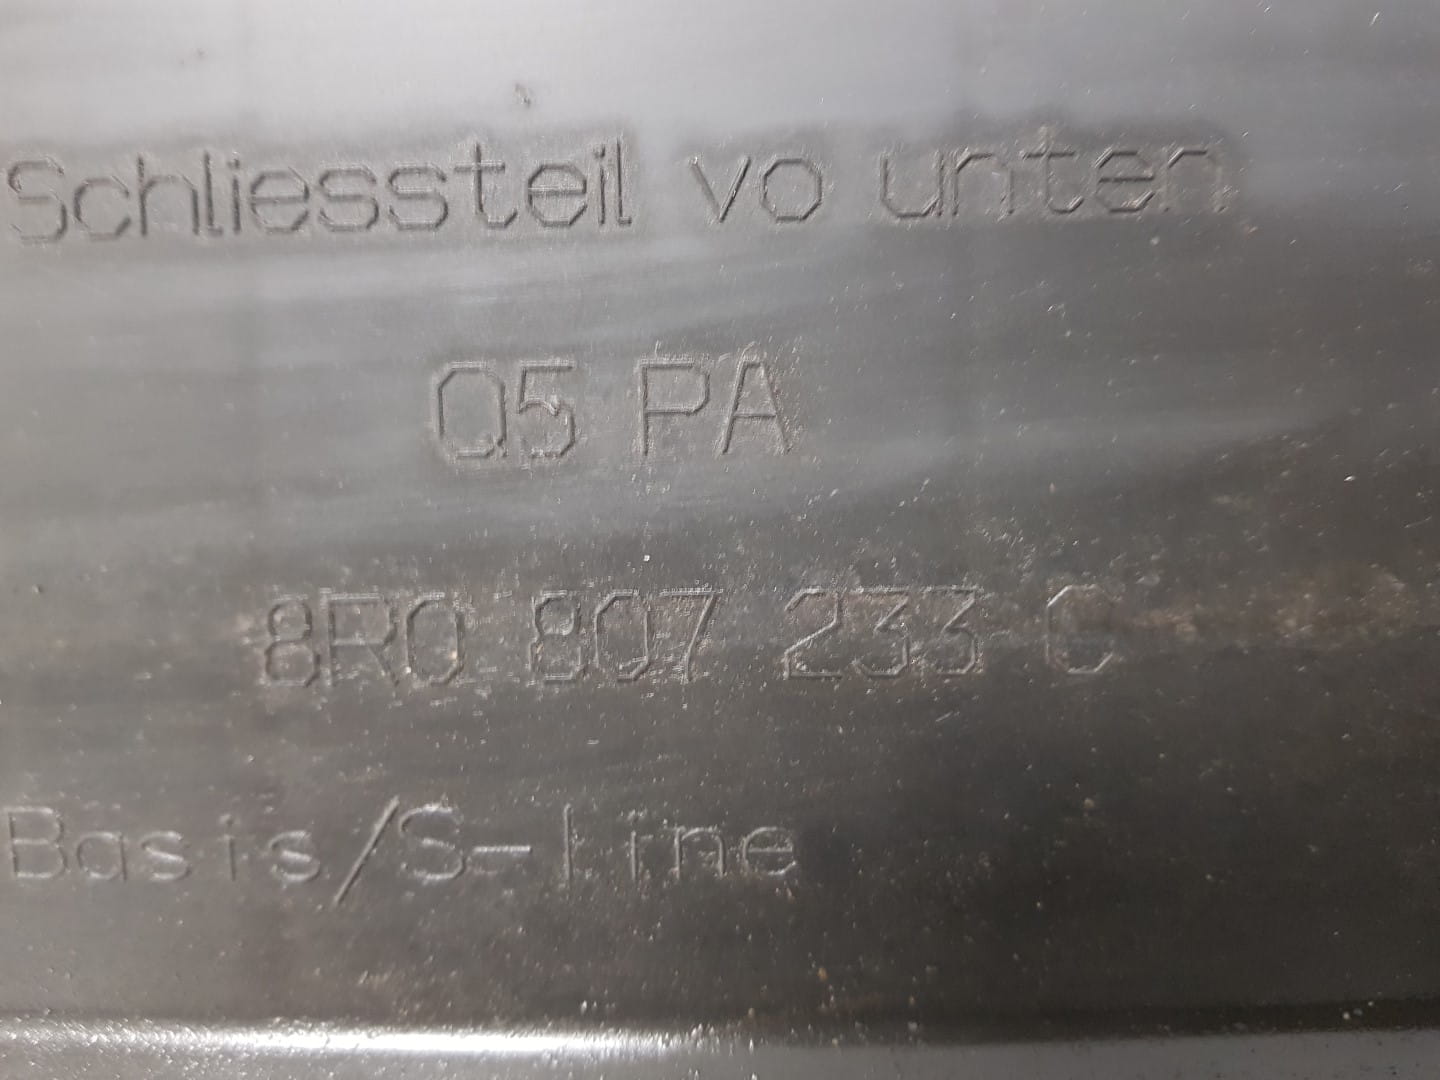 Schliessteil vo unten
Q5 PA
8R0 807 233 C
Basis/S-line